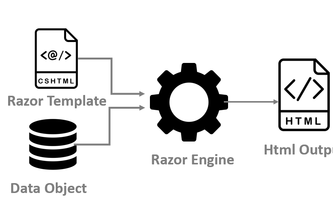 <@/>
CSHTML
Razor Template
Data Object
Razor Engine
</>
HTML
Html Outp